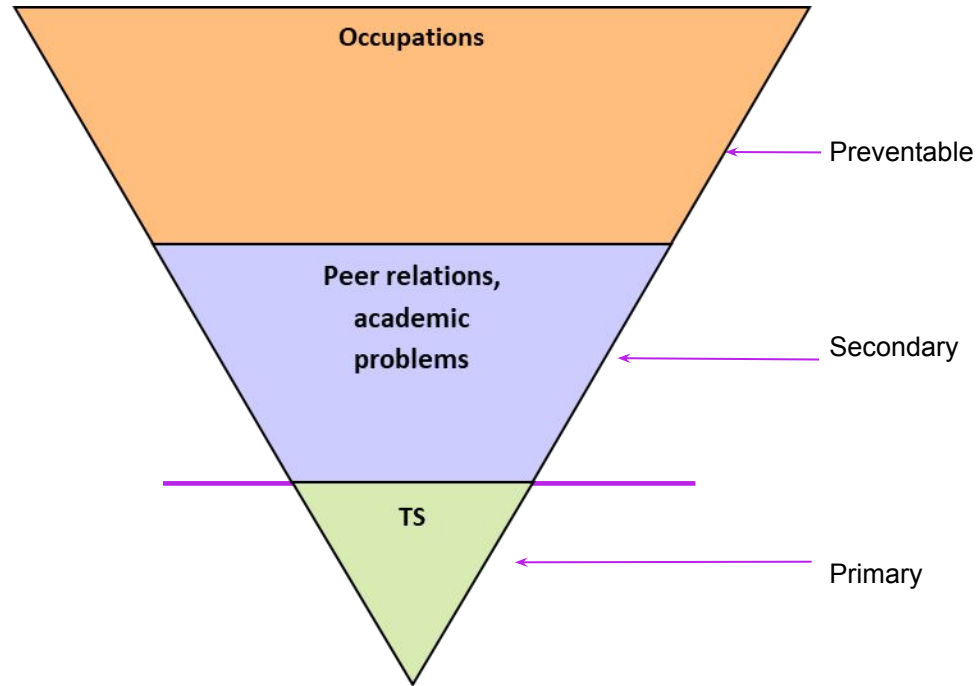 Occupations
Preventable
Peer relations,
academic
problems
Secondary
TS
Primary